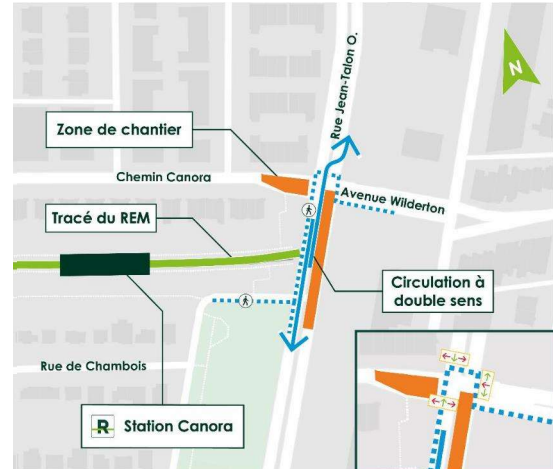 Rue Jean-Talon O.
N
Zone de chantier
Chemin Canora
Avenue Wilderton
Tracé du REM
Circulation à
double sens
Rue de Chambois
R Station Canora